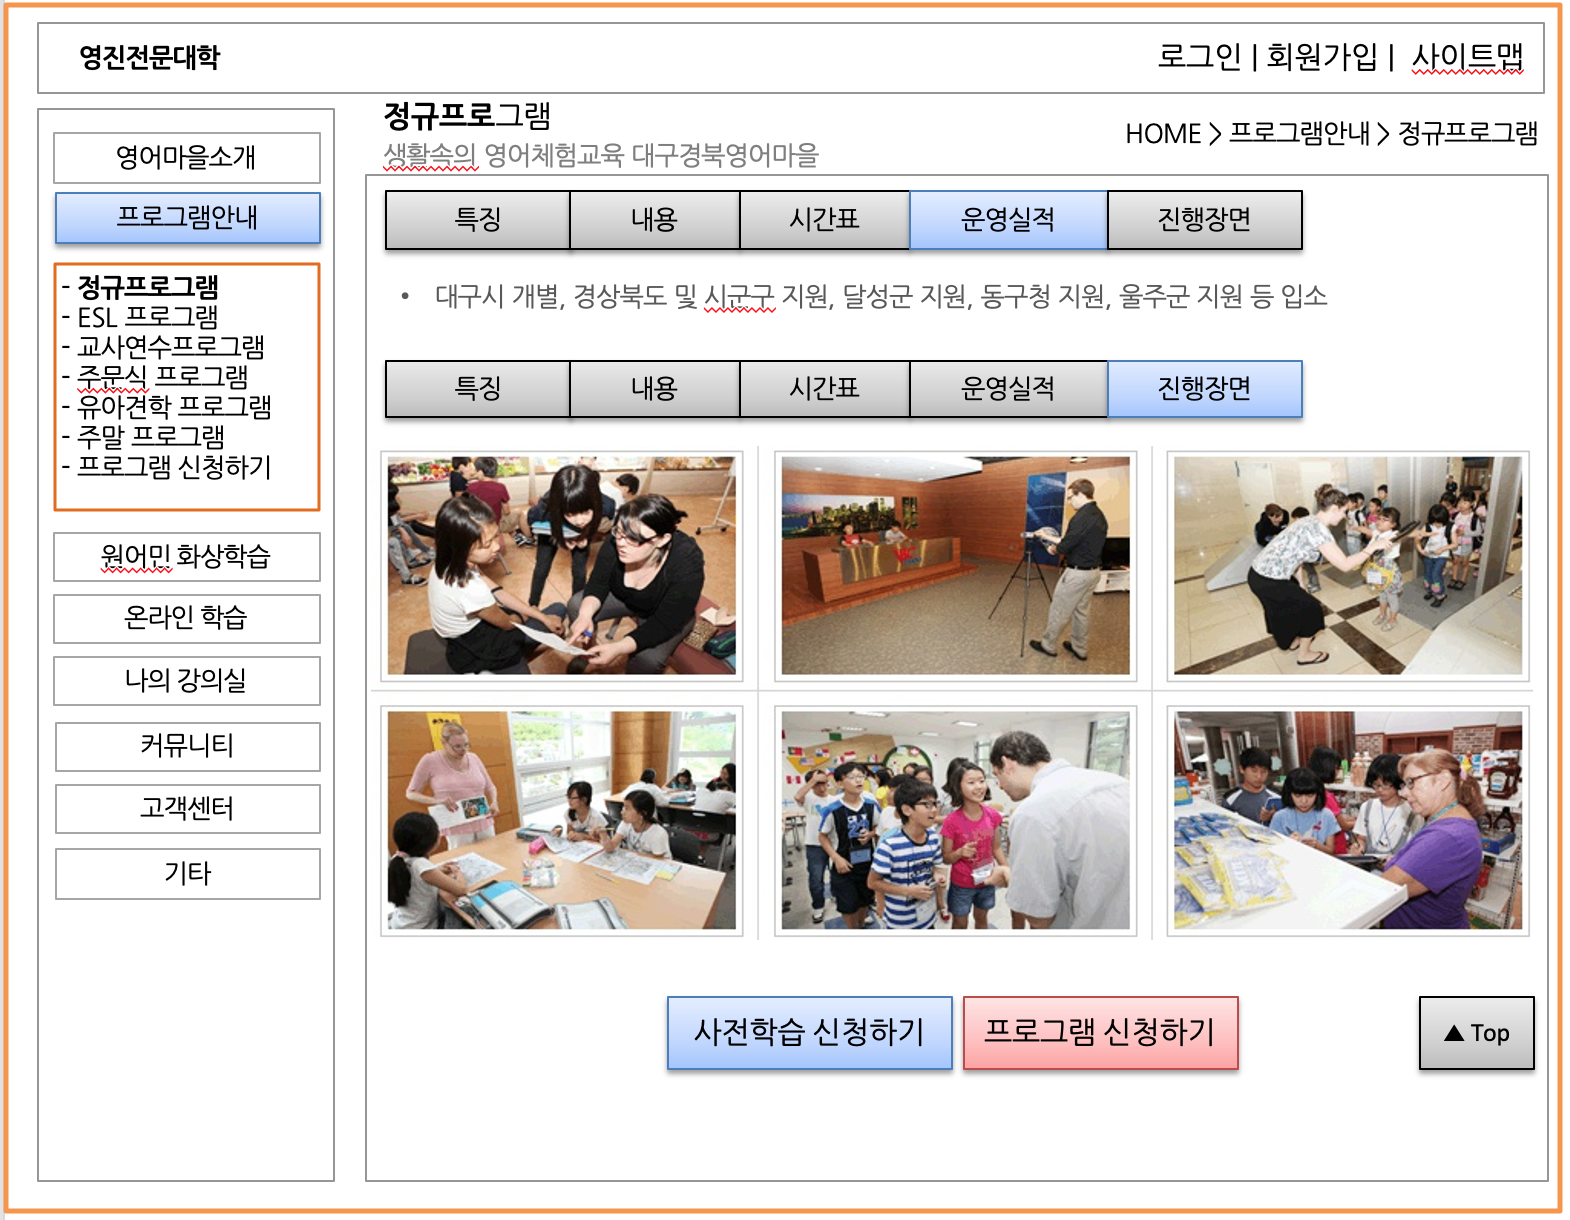 영진전문대학
로그인 | 회원가입 | 사이트맵
영어마을소개
프로그램안내
- 정규프로그램
- ESL 프로그램
- 교사연수프로그램
- 주문식 프로그램
- 유아견학 프로그램
- 주말 프로그램
- 프로그램 신청하기
원어민 화상학습
온라인 학습
나의 강의실
커뮤니티
고객센터
기타
정규프로그램
생활속의 영어체험교육 대구경북영어마을
HOME > 프로그램안내 > 정규프로그램
특징 내용 시간표 운영실적 진행장면
• 대구시 개별, 경상북도 및 시군구 지원, 달성군 지원, 동구청 지원, 울주군 지원 등 입소
특징 내용 시간표 운영실적 진행장면
사전학습 신청하기
프로그램 신청하기
▲ Top